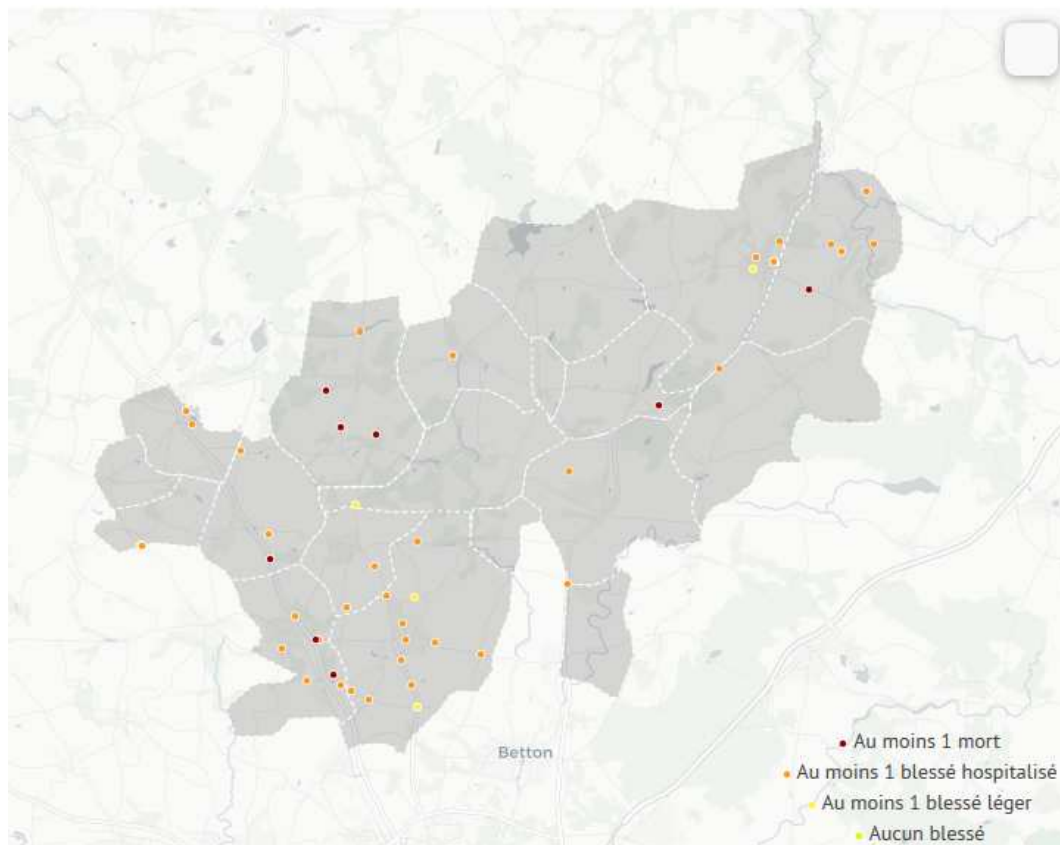 Betton
Au moins 1 mort
Au moins 1 blessé hospitalisé
Au moins 1 blessé léger
Aucun blessé